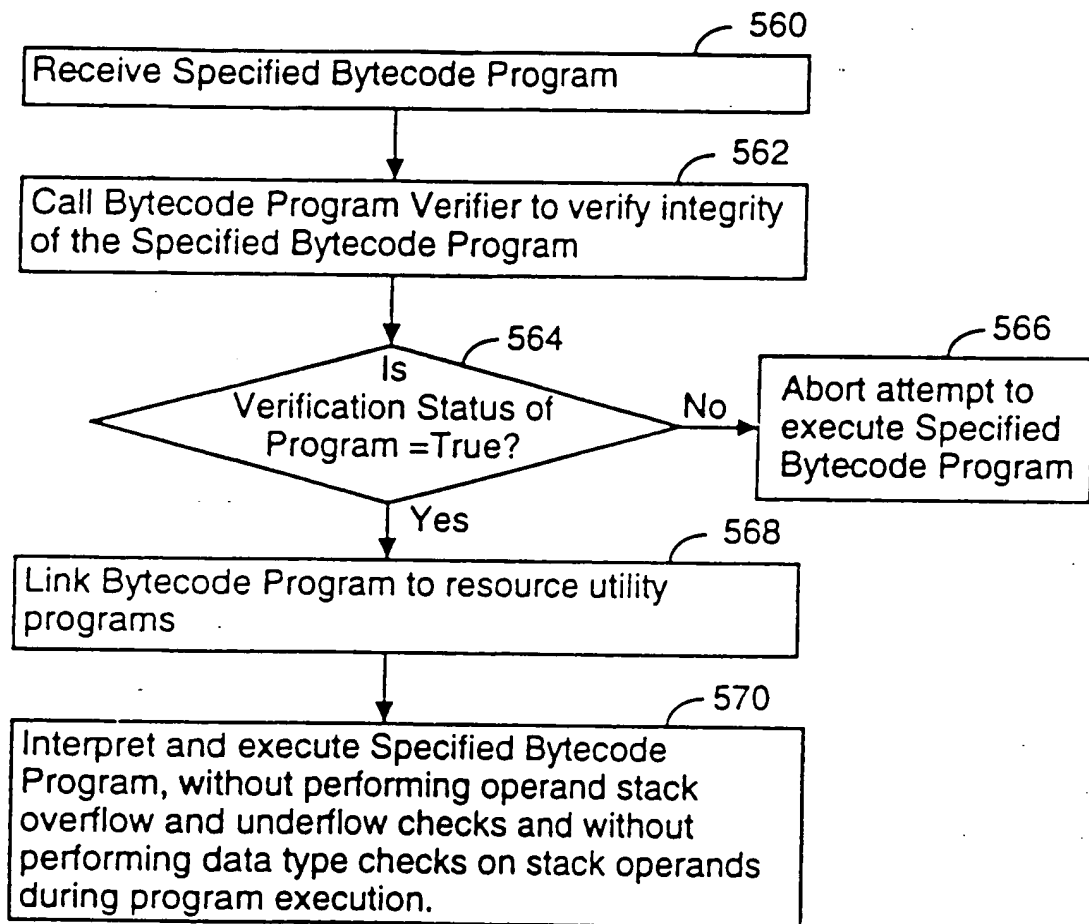 560
Receive Specified Bytecode Program
562
Call Bytecode Program Verifier to verify integrity
of the Specified Bytecode Program
564
Is
Verification Status of
Program =True?
No
566
Abort attempt to
execute Specified
Bytecode Program
Yes
568
Link Bytecode Program to resource utility
programs
570
Interpret and execute Specified Bytecode
Program, without performing operand stack
overflow and underflow checks and without
performing data type checks on stack operands
during program execution.